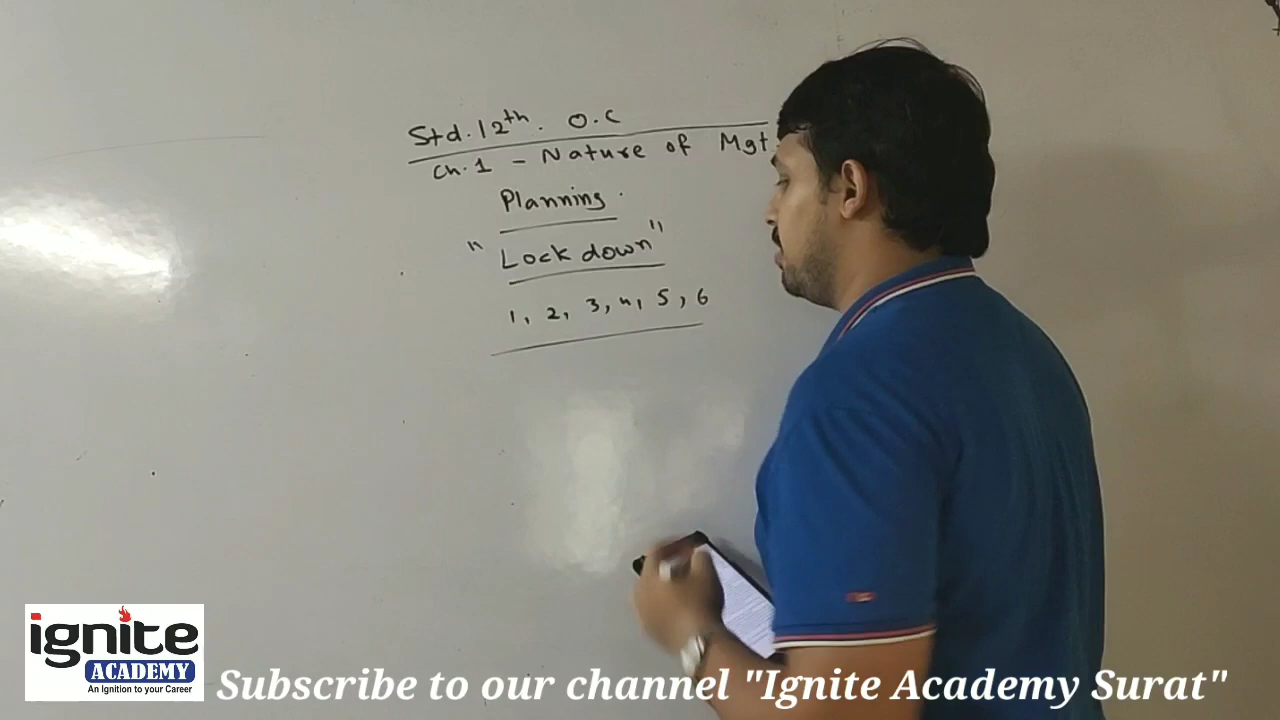 Std. 12th. O.C
Ch. 1 - Nature of Mgt
Planning.
"Lockdown"
1, 2, 3, 4, 5, 6
ignite
ACADEMY
An Ignition to your Career
Subscribe to our channel "Ignite Academy Surat"